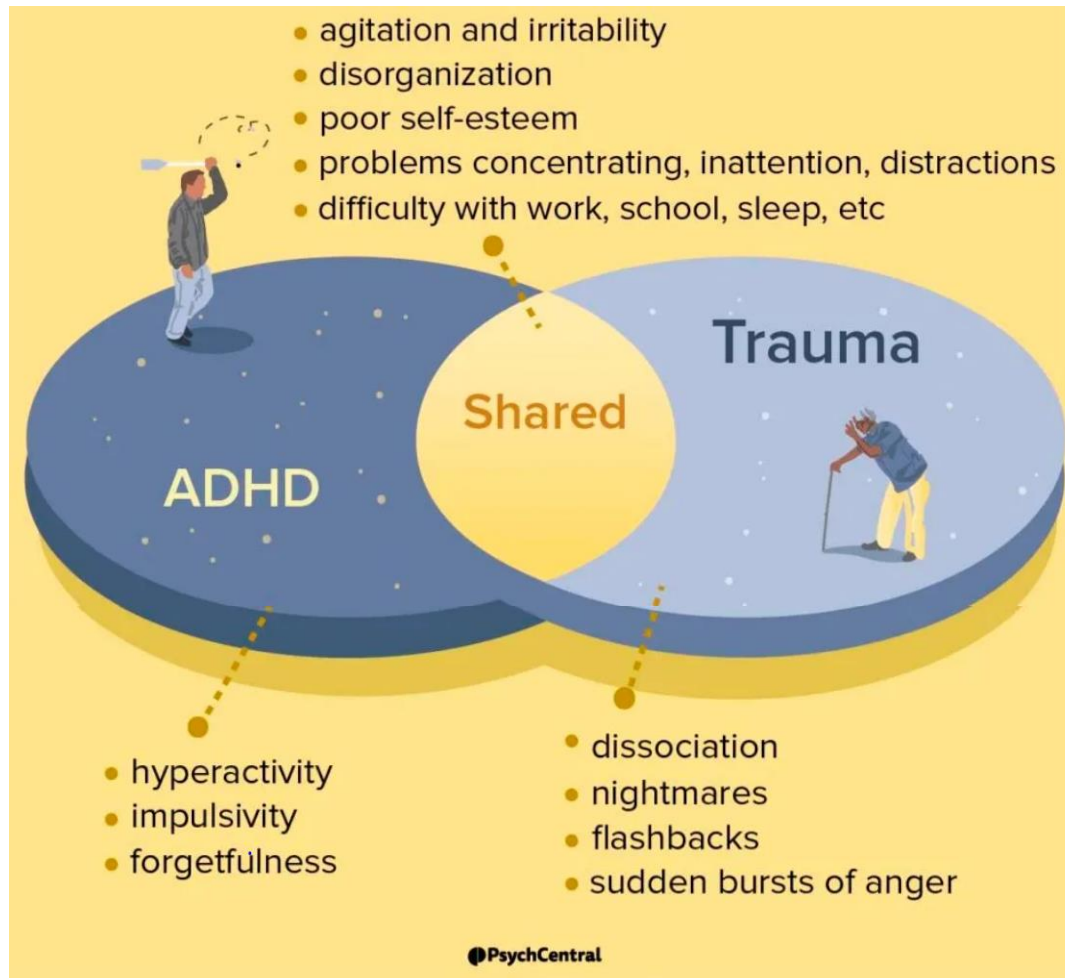 • agitation and irritability
• disorganization
• poor self-esteem
• problems concentrating, inattention, distractions
• difficulty with work, school, sleep, etc
Trauma
Shared
ADHD
• hyperactivity
• impulsivity
• forgetfulness
• dissociation
• nightmares
• flashbacks
• sudden bursts of anger
PsychCentral